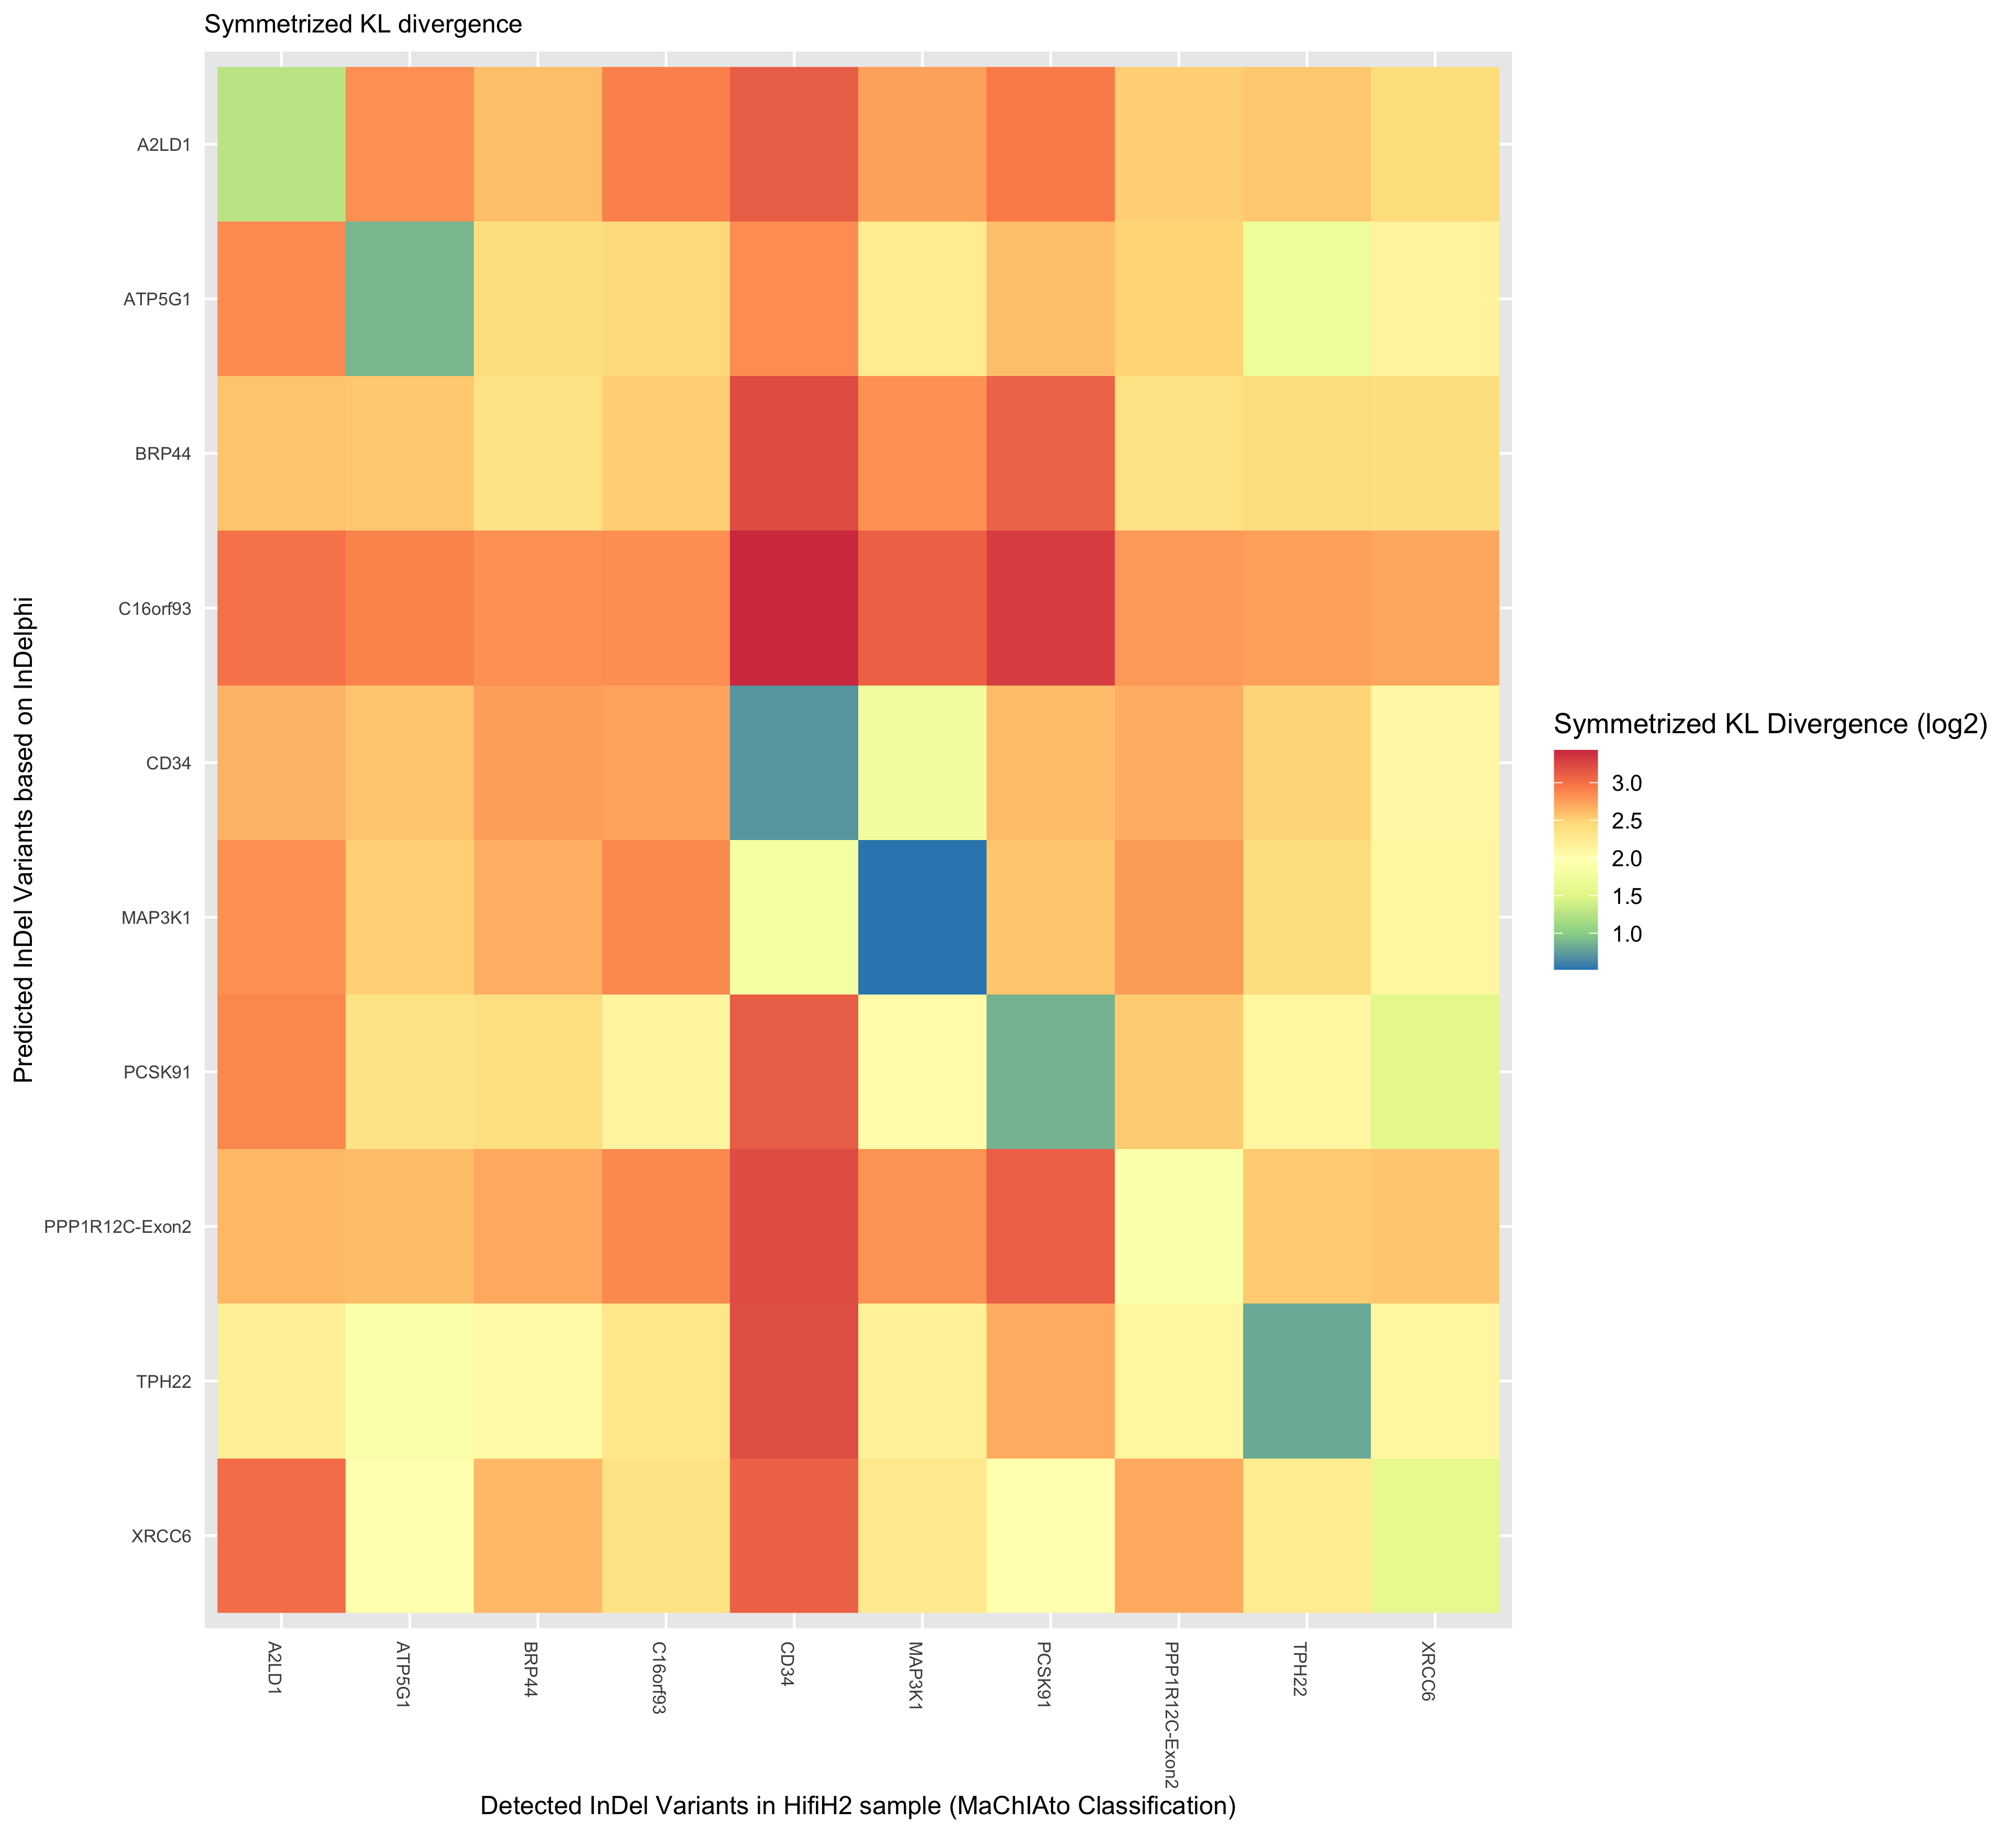 Symmetrized KL divergence
A2LD1
ATP5G1
BRP44
C16orf93
CD34
MAP3K1
PCSK91
PPP1R12C-Exon2
TPH22
XRCC6
Predicted InDel Variants based on InDelphi
A2LD1
ATP5G1
BRP44
C16orf93
CD34
MAP3K1
PCSK91
PPP1R12C-Exon2
TPH22
XRCC6
Detected InDel Variants in HifiH2 sample (MaChIAto Classification)
Symmetrized KL Divergence (log2)
3.0
2.5
2.0
1.5
1.0